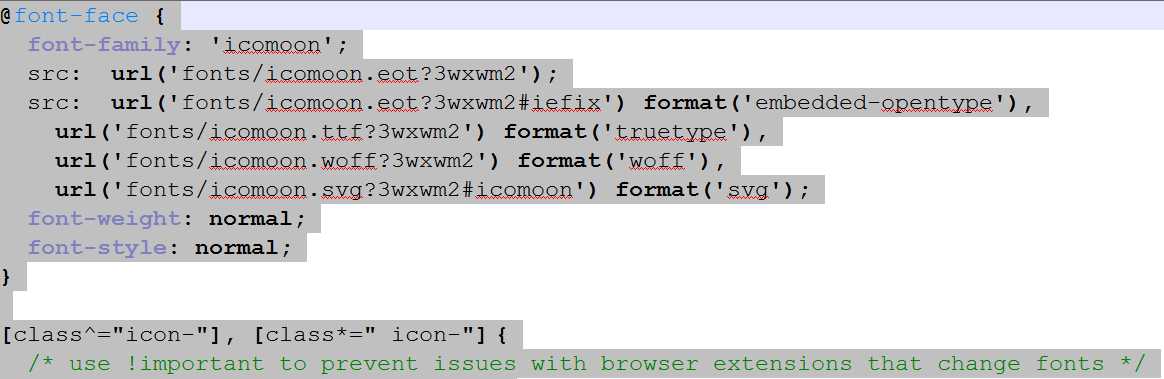 @font-face {
  font-family: 'icomoon';
  src:  url('fonts/icomoon.eot?3wxwm2');
  src:  url('fonts/icomoon.eot?3wxwm2#iefix') format('embedded-opentype'),
    url('fonts/icomoon.ttf?3wxwm2') format('truetype'),
    url('fonts/icomoon.woff?3wxwm2') format('woff'),
    url('fonts/icomoon.svg?3wxwm2#icomoon') format('svg');
  font-weight: normal;
  font-style: normal;
}

[class^="icon-"], [class*=" icon-"] {
  /* use !important to prevent issues with browser extensions that change fonts */